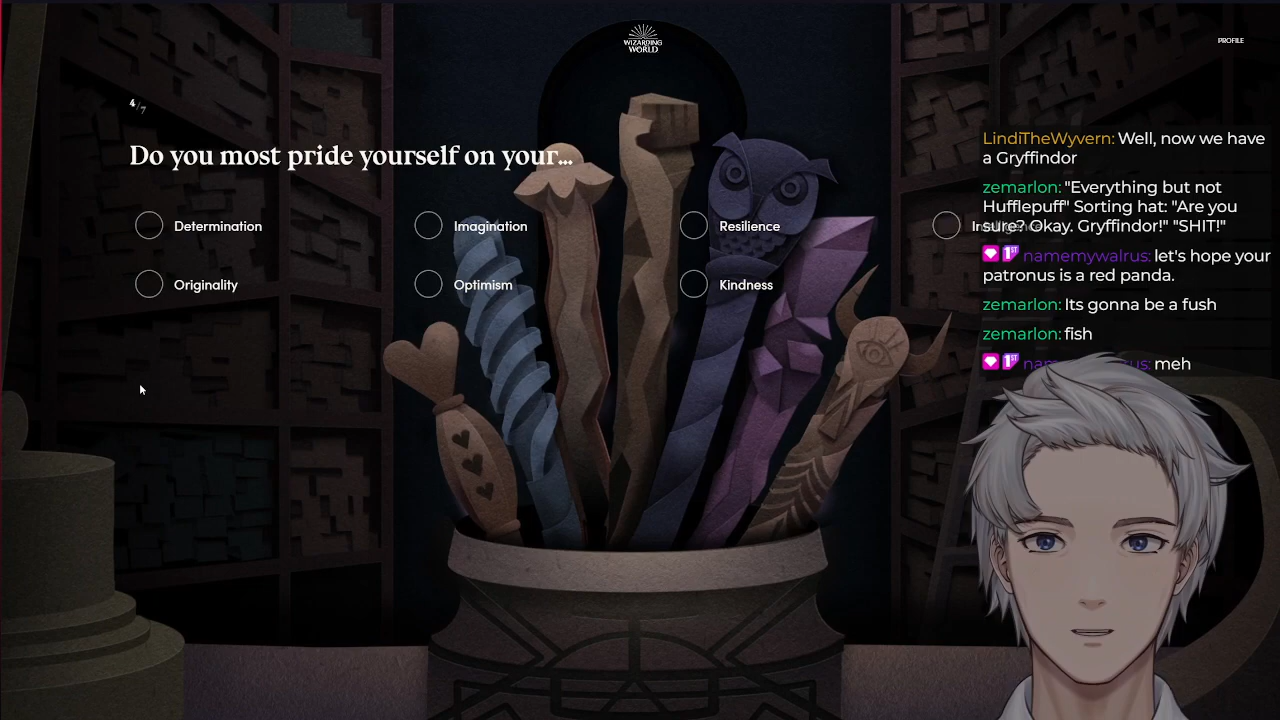 WIZARDING
WORLD
PROFILE
4/7
Do you most pride yourself on your...
Determination
Imagination
Resilience
Originality
Optimism
Kindness
LindiTheWyvern: Well, now we have
a Gryffindor
zemarlon: "Everything but not
Hufflepuff" Sorting hat: "Are you
sure? Okay. Gryffindor!" "SHIT!"
namemywalrus: let's hope your
patronus is a red panda.
zemarlon: Its gonna be a fush
zemarlon: fish
meh